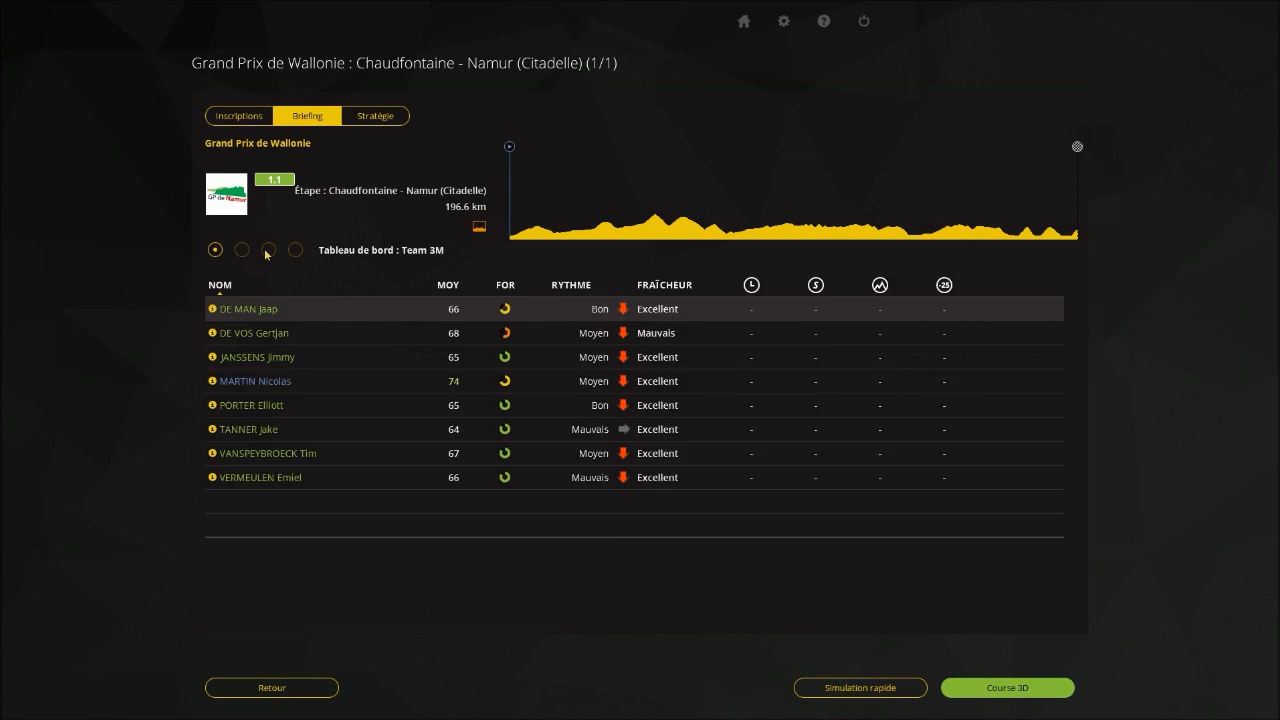 Grand Prix de Wallonie : Chaudfontaine - Namur (Citadelle) (1/1)
Inscriptions Briefing Stratégie
Grand Prix de Wallonie
GP de Namur
1.1
Étape : Chaudfontaine - Namur (Citadelle)
196.6 km
Tableau de bord : Team 3M
NOM MOY FOR RYTHME FRAÎCHEUR S -25
DE MAN Jaap 66 Bon Excellent - - - -
DE VOS Gertjan 68 Moyen Mauvais - - - -
JANSSENS Jimmy 65 Moyen Excellent - - - -
MARTIN Nicolas 74 Moyen Excellent - - - -
PORTER Elliott 65 Bon Excellent - - - -
TANNER Jake 64 Mauvais Excellent - - - -
VANSPEYBROECK Tim 67 Moyen Excellent - - - -
VERMEULEN Emiel 66 Mauvais Excellent - - - -
Retour Simulation rapide Course 3D